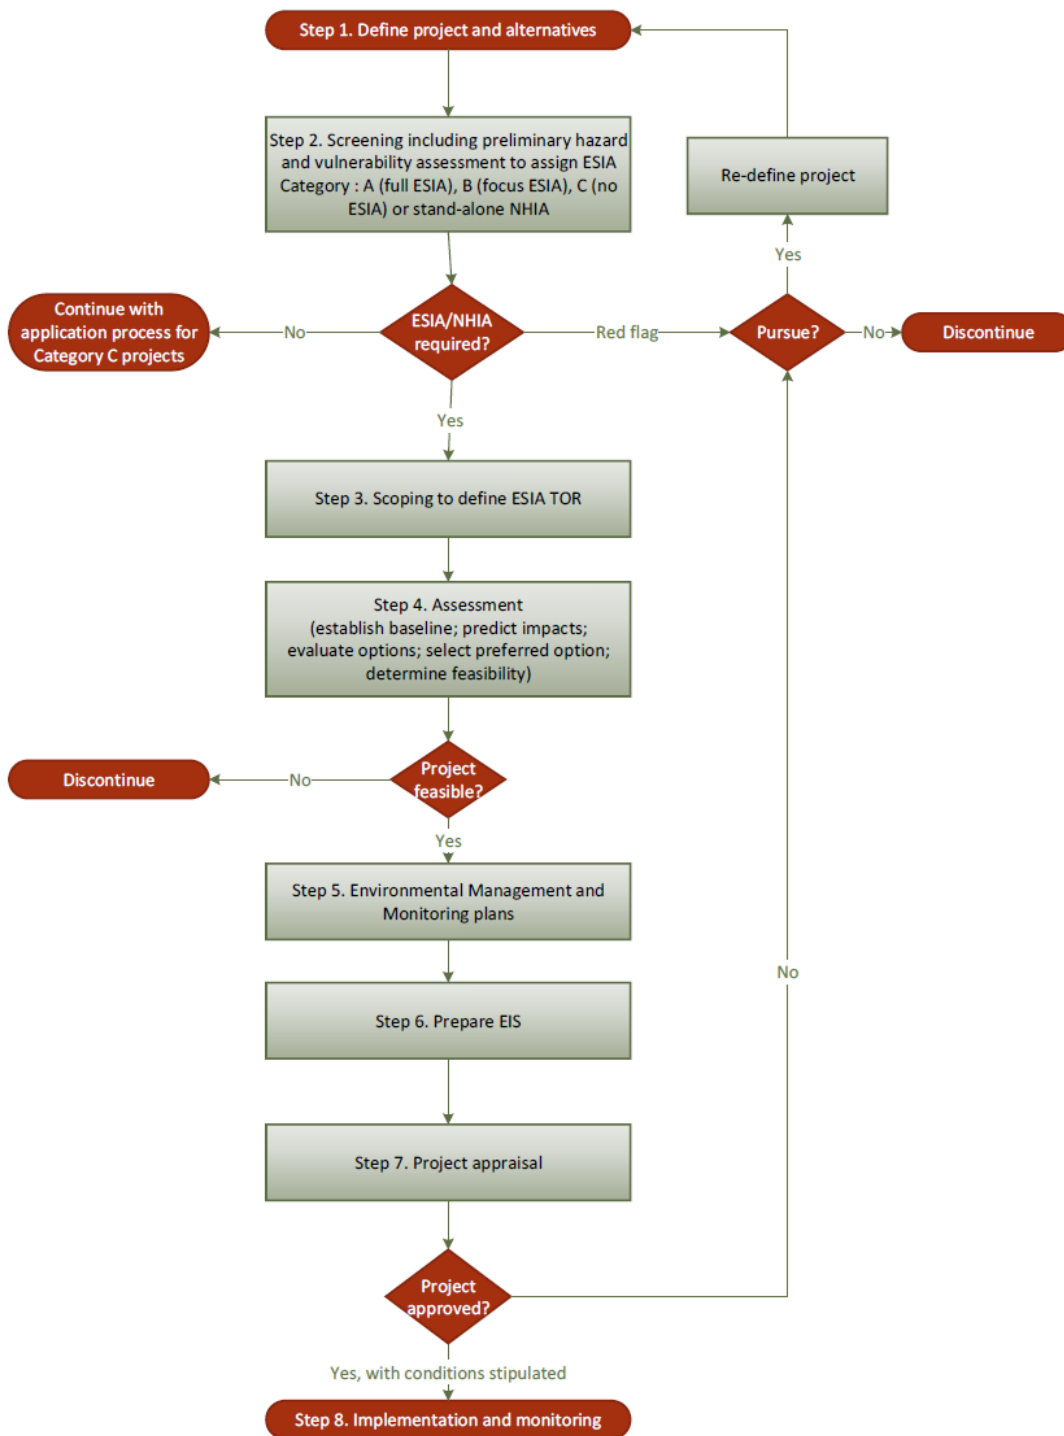 Step 1. Define project and alternatives
Step 2. Screening including preliminary hazard
and vulnerability assessment to assign ESIA
Category : A (full ESIA), B (focus ESIA), C (no
ESIA) or stand-alone NHIA
Re-define project
Yes
Continue with
application process for
Category C projects
No
ESIA/NHIA
required?
Red flag
Pursue?
No
Discontinue
Yes
Step 3. Scoping to define ESIA TOR
Step 4. Assessment
(establish baseline; predict impacts;
evaluate options; select preferred option;
determine feasibility)
Discontinue
No
Project
feasible?
Yes
Step 5. Environmental Management and
Monitoring plans
No
Step 6. Prepare EIS
Step 7. Project appraisal
Project
approved?
Yes, with conditions stipulated
Step 8. Implementation and monitoring